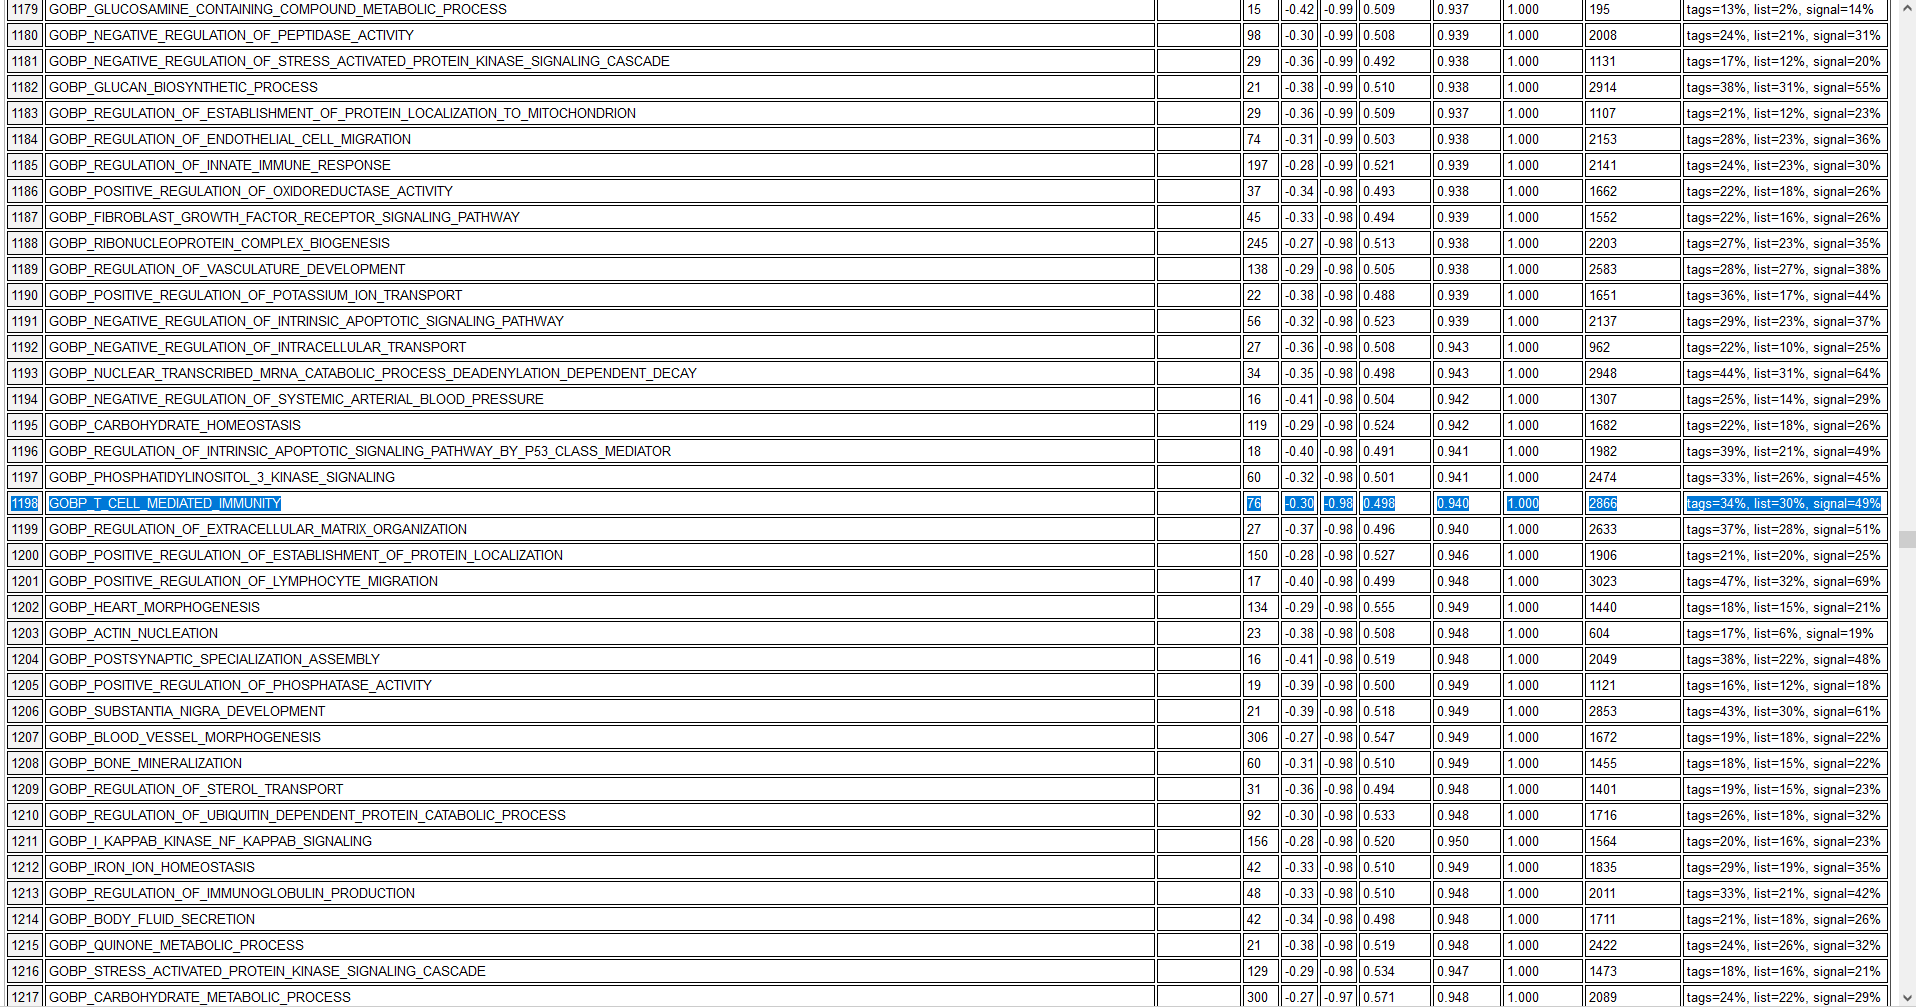 1179 GOBP_GLUCOSAMINE_CONTAINING_COMPOUND_METABOLIC_PROCESS 15 -0.42 -0.99 0.509 0.937 1.000 195 tags=13%, list=2%, signal=14%
1180 GOBP_NEGATIVE_REGULATION_OF_PEPTIDASE_ACTIVITY 98 -0.30 -0.99 0.508 0.939 1.000 2008 tags=24%, list=21%, signal=31%
1181 GOBP_NEGATIVE_REGULATION_OF_STRESS_ACTIVATED_PROTEIN_KINASE_SIGNALING_CASCADE 29 -0.36 -0.99 0.492 0.938 1.000 1131 tags=17%, list=12%, signal=20%
1182 GOBP_GLUCAN_BIOSYNTHETIC_PROCESS 21 -0.38 -0.99 0.510 0.938 1.000 2914 tags=38%, list=31%, signal=55%
1183 GOBP_REGULATION_OF_ESTABLISHMENT_OF_PROTEIN_LOCALIZATION_TO_MITOCHONDRION 29 -0.36 -0.99 0.509 0.937 1.000 1107 tags=21%, list=12%, signal=23%
1184 GOBP_REGULATION_OF_ENDOTHELIAL_CELL_MIGRATION 74 -0.31 -0.99 0.503 0.938 1.000 2153 tags=28%, list=23%, signal=36%
1185 GOBP_REGULATION_OF_INNATE_IMMUNE_RESPONSE 197 -0.28 -0.99 0.521 0.939 1.000 2141 tags=24%, list=23%, signal=30%
1186 GOBP_POSITIVE_REGULATION_OF_OXIDOREDUCTASE_ACTIVITY 37 -0.34 -0.98 0.493 0.938 1.000 1662 tags=22%, list=18%, signal=26%
1187 GOBP_FIBROBLAST_GROWTH_FACTOR_RECEPTOR_SIGNALING_PATHWAY 45 -0.33 -0.98 0.494 0.939 1.000 1552 tags=22%, list=16%, signal=26%
1188 GOBP_RIBONUCLEOPROTEIN_COMPLEX_BIOGENESIS 245 -0.27 -0.98 0.513 0.938 1.000 2203 tags=27%, list=23%, signal=35%
1189 GOBP_REGULATION_OF_VASCULATURE_DEVELOPMENT 138 -0.29 -0.98 0.505 0.938 1.000 2583 tags=28%, list=27%, signal=38%
1190 GOBP_POSITIVE_REGULATION_OF_POTASSIUM_ION_TRANSPORT 22 -0.38 -0.98 0.488 0.939 1.000 1651 tags=36%, list=17%, signal=44%
1191 GOBP_NEGATIVE_REGULATION_OF_INTRINSIC_APOPTOTIC_SIGNALING_PATHWAY 56 -0.32 -0.98 0.523 0.939 1.000 2137 tags=29%, list=23%, signal=37%
1192 GOBP_NEGATIVE_REGULATION_OF_INTRACELLULAR_TRANSPORT 27 -0.36 -0.98 0.508 0.943 1.000 962 tags=22%, list=10%, signal=25%
1193 GOBP_NUCLEAR_TRANSCRIBED_MRNA_CATABOLIC_PROCESS_DEADENYLATION_DEPENDENT_DECAY 34 -0.35 -0.98 0.498 0.943 1.000 2948 tags=44%, list=31%, signal=64%
1194 GOBP_NEGATIVE_REGULATION_OF_SYSTEMIC_ARTERIAL_BLOOD_PRESSURE 16 -0.41 -0.98 0.504 0.942 1.000 1307 tags=25%, list=14%, signal=29%
1195 GOBP_CARBOHYDRATE_HOMEOSTASIS 119 -0.29 -0.98 0.524 0.942 1.000 1682 tags=22%, list=18%, signal=26%
1196 GOBP_REGULATION_OF_INTRINSIC_APOPTOTIC_SIGNALING_PATHWAY_BY_P53_CLASS_MEDIATOR 18 -0.40 -0.98 0.491 0.941 1.000 1982 tags=39%, list=21%, signal=49%
1197 GOBP_PHOSPHATIDYLINOSITOL_3_KINASE_SIGNALING 60 -0.32 -0.98 0.501 0.941 1.000 2474 tags=33%, list=26%, signal=45%
1198 GOBP_T_CELL_MEDIATED_IMMUNITY 76 -0.30 -0.98 0.498 0.940 1.000 2866 tags=34%, list=30%, signal=49%
1199 GOBP_REGULATION_OF_EXTRACELLULAR_MATRIX_ORGANIZATION 27 -0.37 -0.98 0.496 0.940 1.000 2633 tags=37%, list=28%, signal=51%
1200 GOBP_POSITIVE_REGULATION_OF_ESTABLISHMENT_OF_PROTEIN_LOCALIZATION 150 -0.28 -0.98 0.527 0.946 1.000 1906 tags=21%, list=20%, signal=25%
1201 GOBP_POSITIVE_REGULATION_OF_LYMPHOCYTE_MIGRATION 17 -0.40 -0.98 0.499 0.948 1.000 3023 tags=47%, list=32%, signal=69%
1202 GOBP_HEART_MORPHOGENESIS 134 -0.29 -0.98 0.555 0.949 1.000 1440 tags=18%, list=15%, signal=21%
1203 GOBP_ACTIN_NUCLEATION 23 -0.38 -0.98 0.508 0.948 1.000 604 tags=17%, list=6%, signal=19%
1204 GOBP_POSTSYNAPTIC_SPECIALIZATION_ASSEMBLY 16 -0.41 -0.98 0.519 0.948 1.000 2049 tags=38%, list=22%, signal=48%
1205 GOBP_POSITIVE_REGULATION_OF_PHOSPHATASE_ACTIVITY 19 -0.39 -0.98 0.500 0.949 1.000 1121 tags=16%, list=12%, signal=18%
1206 GOBP_SUBSTANTIA_NIGRA_DEVELOPMENT 21 -0.39 -0.98 0.518 0.949 1.000 2853 tags=43%, list=30%, signal=61%
1207 GOBP_BLOOD_VESSEL_MORPHOGENESIS 306 -0.27 -0.98 0.547 0.949 1.000 1672 tags=19%, list=18%, signal=22%
1208 GOBP_BONE_MINERALIZATION 60 -0.31 -0.98 0.510 0.949 1.000 1455 tags=18%, list=15%, signal=22%
1209 GOBP_REGULATION_OF_STEROL_TRANSPORT 31 -0.36 -0.98 0.494 0.948 1.000 1401 tags=19%, list=15%, signal=23%
1210 GOBP_REGULATION_OF_UBIQUITIN_DEPENDENT_PROTEIN_CATABOLIC_PROCESS 92 -0.30 -0.98 0.533 0.948 1.000 1716 tags=26%, list=18%, signal=32%
1211 GOBP_I_KAPPAB_KINASE_NF_KAPPAB_SIGNALING 156 -0.28 -0.98 0.520 0.950 1.000 1564 tags=20%, list=16%, signal=23%
1212 GOBP_IRON_ION_HOMEOSTASIS 42 -0.33 -0.98 0.510 0.949 1.000 1835 tags=29%, list=19%, signal=35%
1213 GOBP_REGULATION_OF_IMMUNOGLOBULIN_PRODUCTION 48 -0.33 -0.98 0.510 0.948 1.000 2011 tags=33%, list=21%, signal=42%
1214 GOBP_BODY_FLUID_SECRETION 42 -0.34 -0.98 0.498 0.948 1.000 1711 tags=21%, list=18%, signal=26%
1215 GOBP_QUINONE_METABOLIC_PROCESS 21 -0.38 -0.98 0.519 0.948 1.000 2422 tags=24%, list=26%, signal=32%
1216 GOBP_STRESS_ACTIVATED_PROTEIN_KINASE_SIGNALING_CASCADE 129 -0.29 -0.98 0.534 0.947 1.000 1473 tags=18%, list=16%, signal=21%
1217 GOBP_CARBOHYDRATE_METABOLIC_PROCESS 300 -0.27 -0.97 0.571 0.948 1.000 2089 tags=24%, list=22%, signal=29%